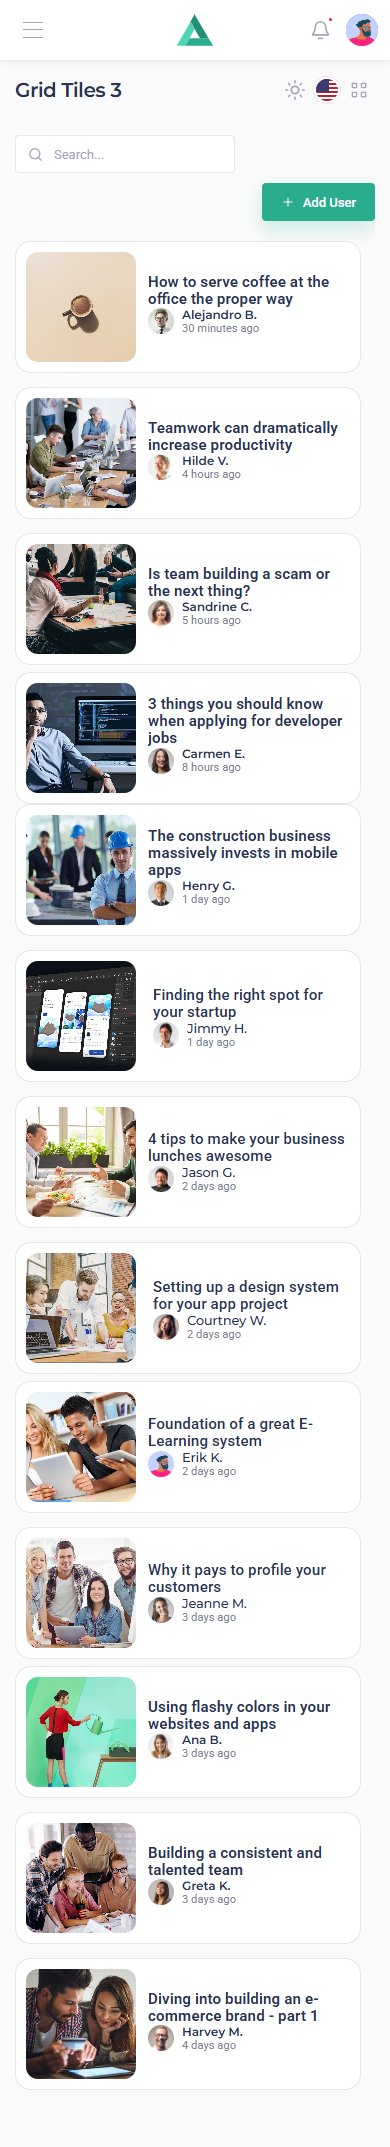 Grid Tiles 3
Search...
+ Add User
How to serve coffee at the
office the proper way
Alejandro B.
30 minutes ago
Teamwork can dramatically
increase productivity
Hilde V.
4 hours ago
Is team building a scam or
the next thing?
Sandrine C.
5 hours ago
3 things you should know
when applying for developer
jobs
Carmen E.
8 hours ago
The construction business
massively invests in mobile
apps
Henry G.
1 day ago
Finding the right spot for
your startup
Jimmy H.
1 day ago
4 tips to make your business
lunches awesome
Jason G.
2 days ago
Setting up a design system
for your app project
Courtney W.
2 days ago
Foundation of a great E-
Learning system
Erik K.
2 days ago
Why it pays to profile your
customers
Jeanne M.
3 days ago
Using flashy colors in your
websites and apps
Ana B.
3 days ago
Building a consistent and
talented team
Greta K.
3 days ago
Diving into building an e-
commerce brand - part 1
Harvey M.
4 days ago